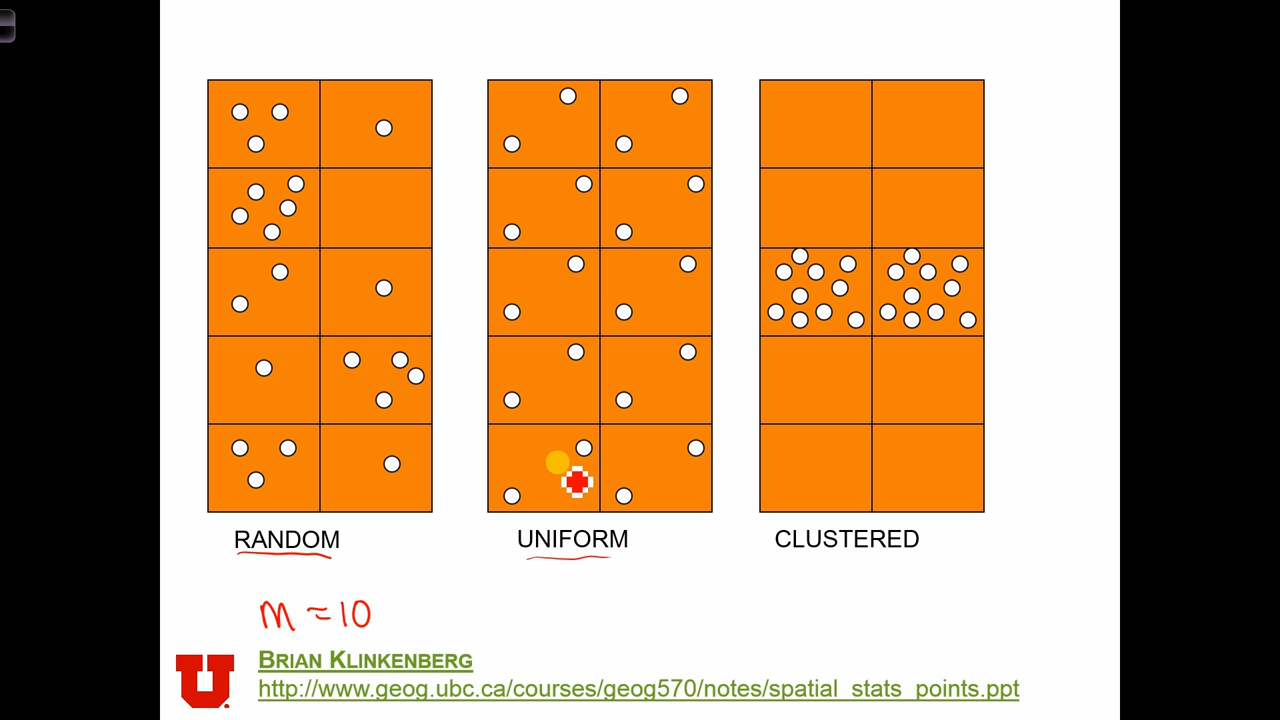 RANDOM
UNIFORM
CLUSTERED
m = 10
U
BRIAN KLINKENBERG
http://www.geog.ubc.ca/courses/geog570/notes/spatial_stats_points.ppt